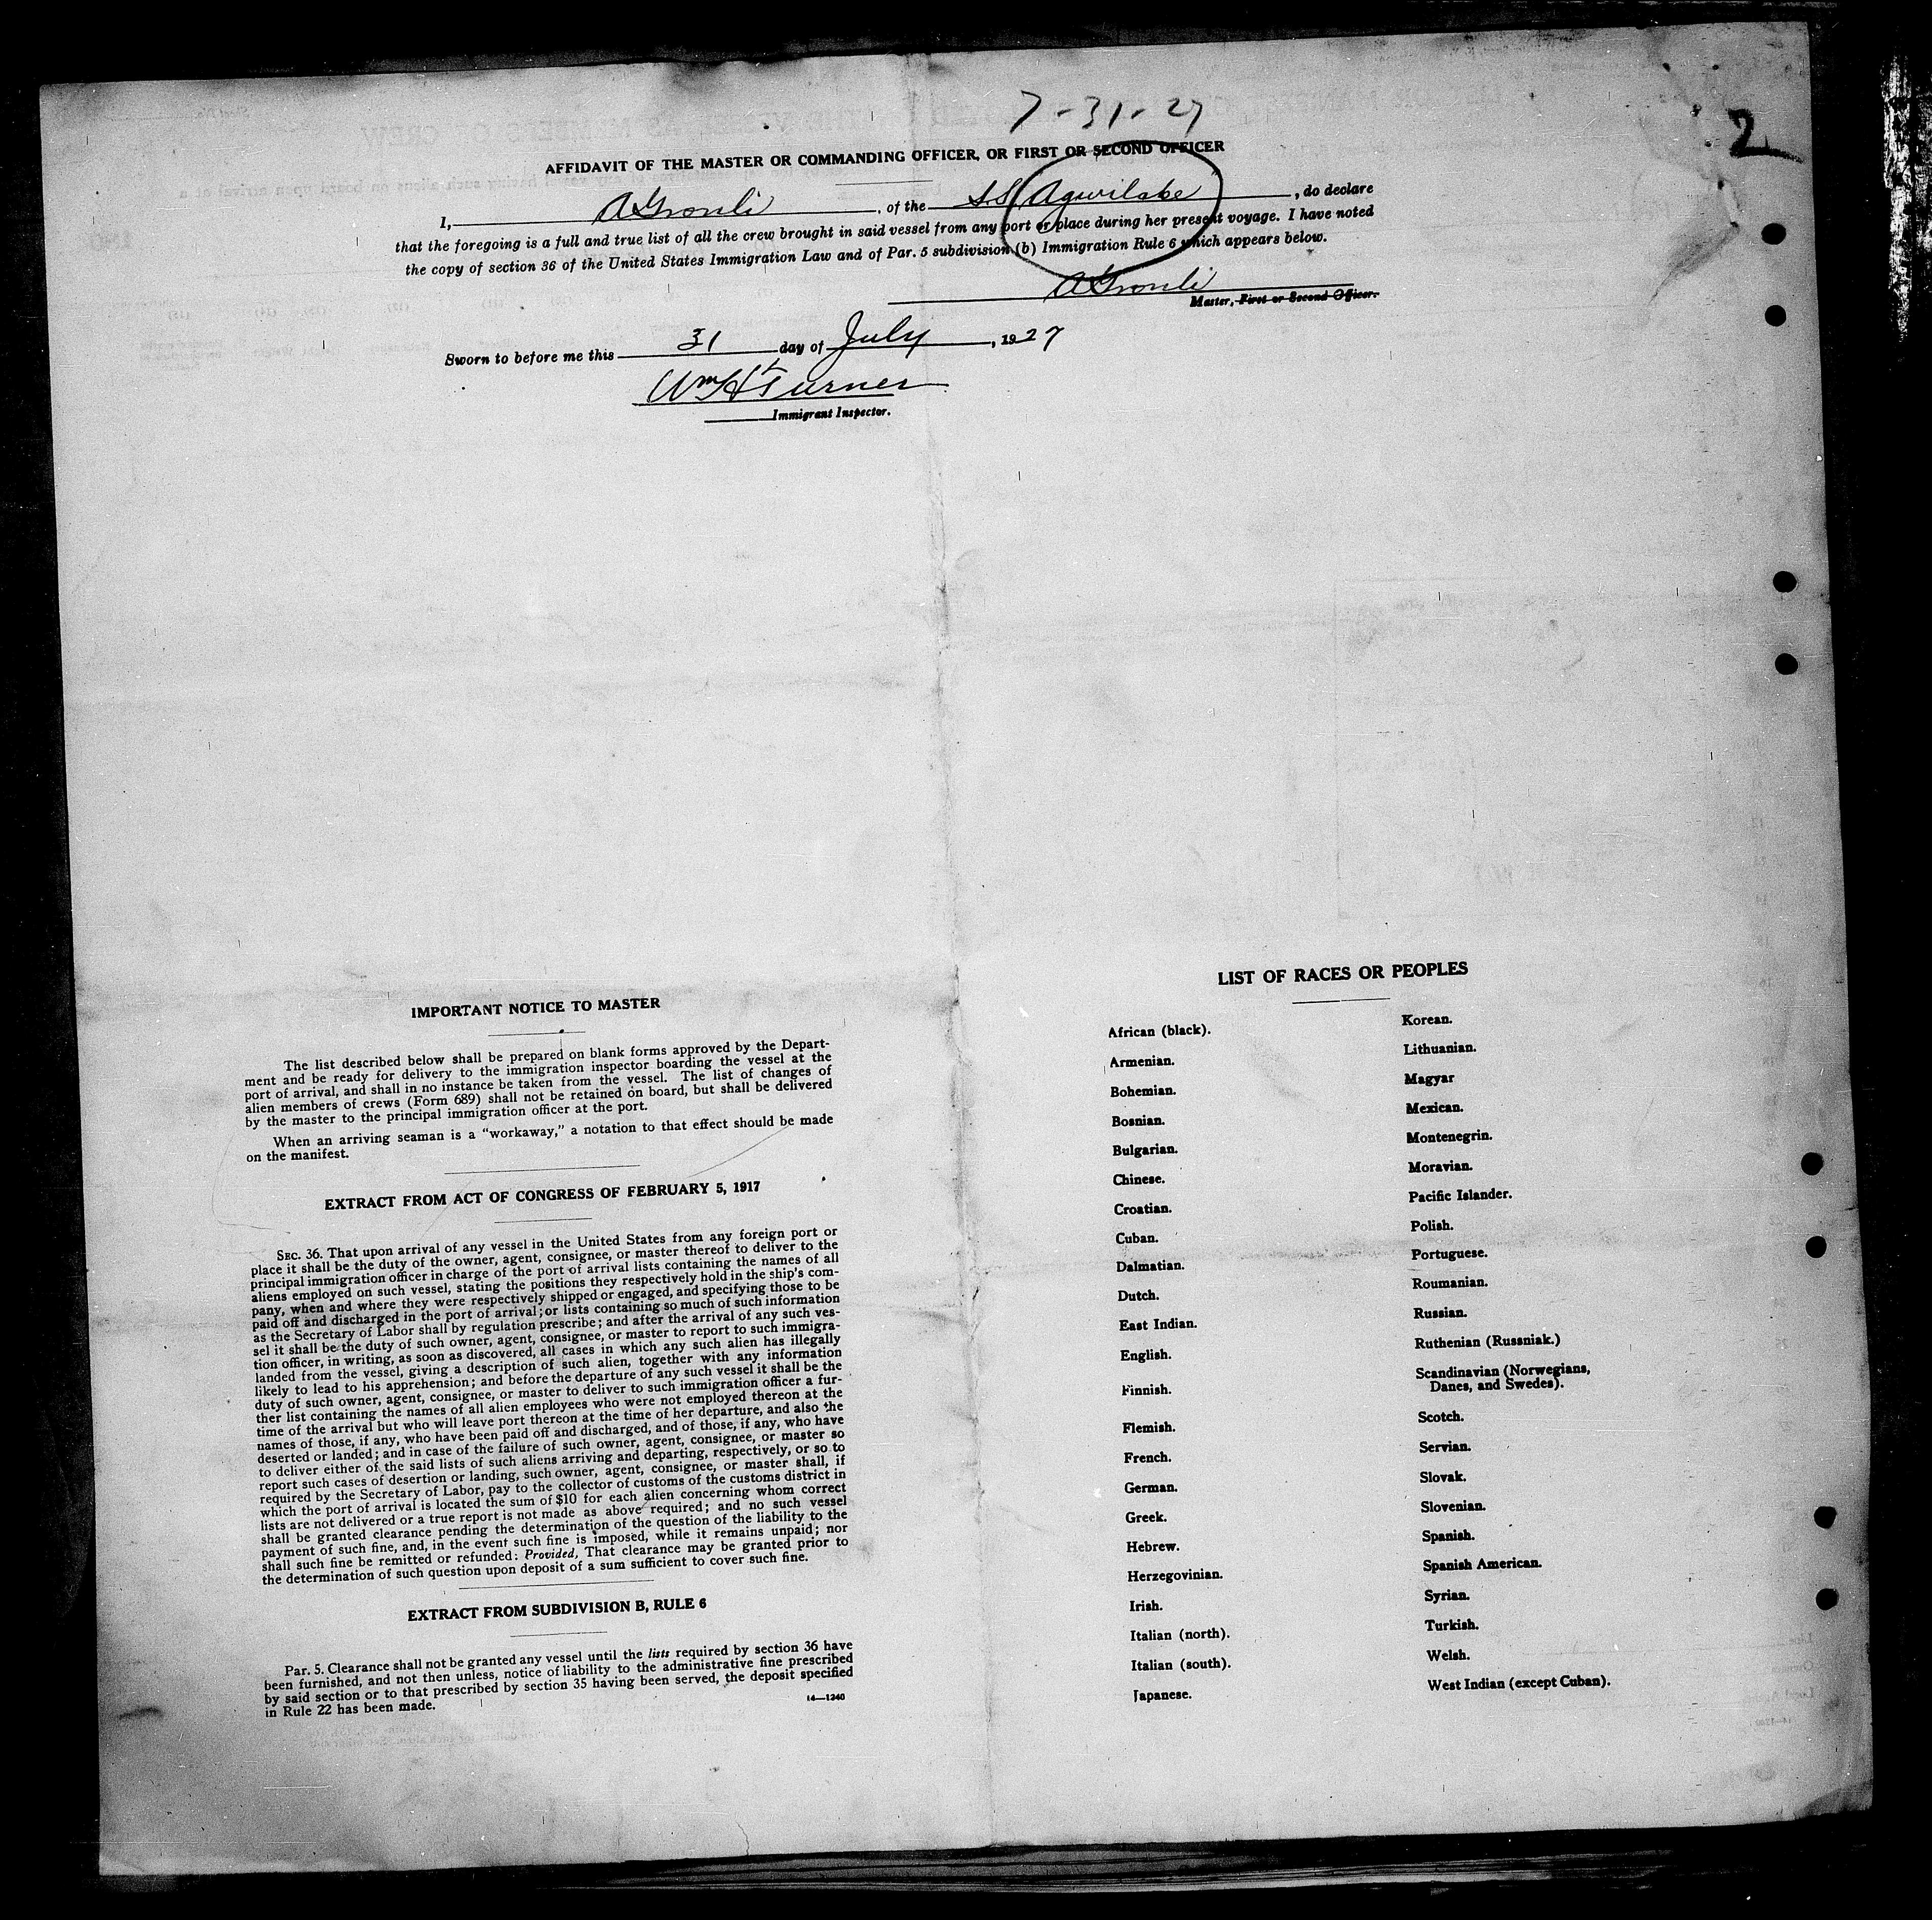 7-31-27
2
AFFIDAVIT OF THE MASTER OR COMMANDING OFFICER, OR FIRST OR SECOND OFFICER
I, A Gronli, of the SS Agwilake, do declare
that the foregoing is a full and true list of all the crew brought in said vessel from any port or place during her present voyage. I have noted
the copy of section 36 of the United States Immigration Law and of Par. 5 subdivision (b) Immigration Rule 6 which appears below.
A Gronli
Master, First or Second Officer.
Sworn to before me this 31 day of July, 1927
Wm H Turner
Immigrant Inspector.
IMPORTANT NOTICE TO MASTER
The list described below shall be prepared on blank forms approved by the Depart-
ment and be ready for delivery to the immigration inspector boarding the vessel at the
port of arrival, and shall in no instance be taken from the vessel. The list of changes of
alien members of crews (Form 689) shall not be retained on board, but shall be delivered
by the master to the principal immigration officer at the port.
When an arriving seaman is a "workaway," a notation to that effect should be made
on the manifest.
EXTRACT FROM ACT OF CONGRESS OF FEBRUARY 5, 1917
SEC. 36. That upon arrival of any vessel in the United States from any foreign port or
place it shall be the duty of the owner, agent, consignee, or master thereof to deliver to the
principal immigration officer in charge of the port of arrival lists containing the names of all
aliens employed on such vessel, stating the positions they respectively hold in the ship's com-
pany, when and where they were respectively shipped or engaged, and specifying those to be
paid off and discharged in the port of arrival; or lists containing so much of such information
as the Secretary of Labor shall by regulation prescribe; and after the arrival of any such ves-
sel it shall be the duty of such owner, agent, consignee, or master to report to such immigra-
tion officer, in writing, as soon as discovered, all cases in which any such alien has illegally
landed from the vessel, giving a description of such alien, together with any information
likely to lead to his apprehension; and before the departure of any such vessel it shall be the
duty of such owner, agent, consignee, or master to deliver to such immigration officer a fur-
ther list containing the names of all alien employees who were not employed thereon at the
time of the arrival but who will leave port thereon at the time of her departure, and also the
names of those, if any, who have been paid off and discharged, and of those, if any, who have
deserted or landed; and in case of the failure of such owner, agent, consignee, or master so
to deliver either of the said lists of such aliens arriving and departing, respectively, or so to
report such cases of desertion or landing, such owner, agent, consignee, or master shall, if
required by the Secretary of Labor, pay to the collector of customs of the customs district in
which the port of arrival is located the sum of $10 for each alien concerning whom correct
lists are not delivered or a true report is not made as above required; and no such vessel
shall be granted clearance pending the determination of the question of the liability to the
payment of such fine, and, in the event such fine is imposed, while it remains unpaid; nor
shall such fine be remitted or refunded: Provided, That clearance may be granted prior to
the determination of such question upon deposit of a sum sufficient to cover such fine.
EXTRACT FROM SUBDIVISION B, RULE 6
Par. 5. Clearance shall not be granted any vessel until the lists required by section 36 have
been furnished, and not then unless, notice of liability to the administrative fine prescribed
by said section or to that prescribed by section 35 having been served, the deposit specified
in Rule 22 has been made.
14—1240
LIST OF RACES OR PEOPLES
African (black).
Armenian.
Bohemian.
Bosnian.
Bulgarian.
Chinese.
Croatian.
Cuban.
Dalmatian.
Dutch.
East Indian.
English.
Finnish.
Flemish.
French.
German.
Greek.
Hebrew.
Herzegovinian.
Irish.
Italian (north).
Italian (south).
Japanese.
Korean.
Lithuanian.
Magyar
Mexican.
Montenegrin.
Moravian.
Pacific Islander.
Polish.
Portuguese.
Roumanian.
Russian.
Ruthenian (Russniak.)
Scandinavian (Norwegians,
Danes, and Swedes).
Scotch.
Servian.
Slovak.
Slovenian.
Spanish.
Spanish American.
Syrian.
Turkish.
Welsh.
West Indian (except Cuban).